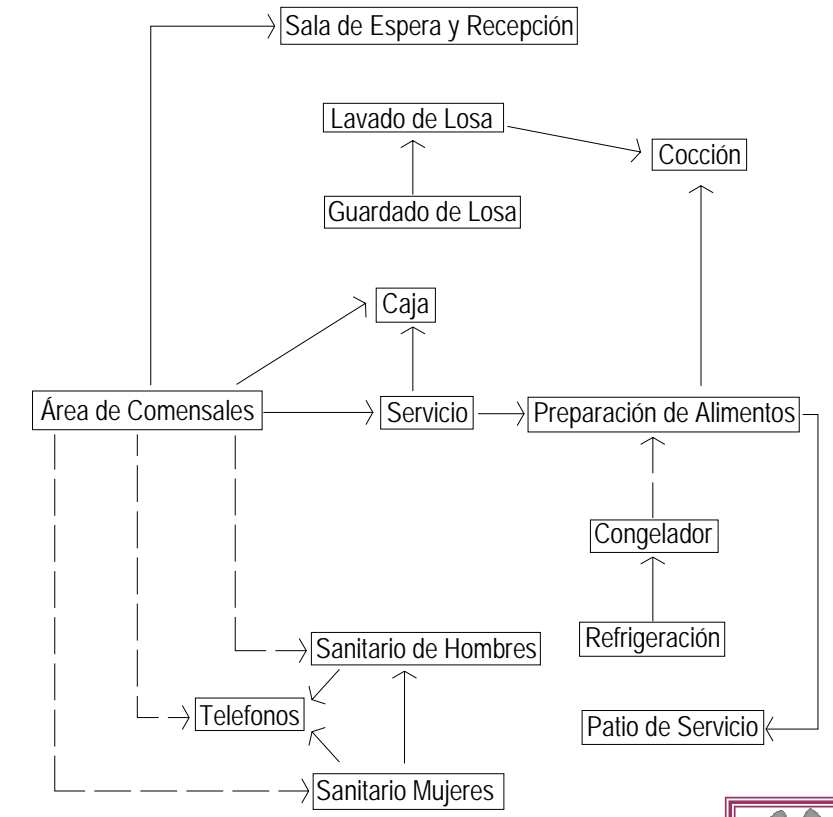 Sala de Espera y Recepción
Lavado de Losa
Cocción
Guardado de Losa
Caja
Área de Comensales
Servicio
Preparación de Alimentos
Congelador
Refrigeración
Sanitario de Hombres
Telefonos
Patio de Servicio
Sanitario Mujeres